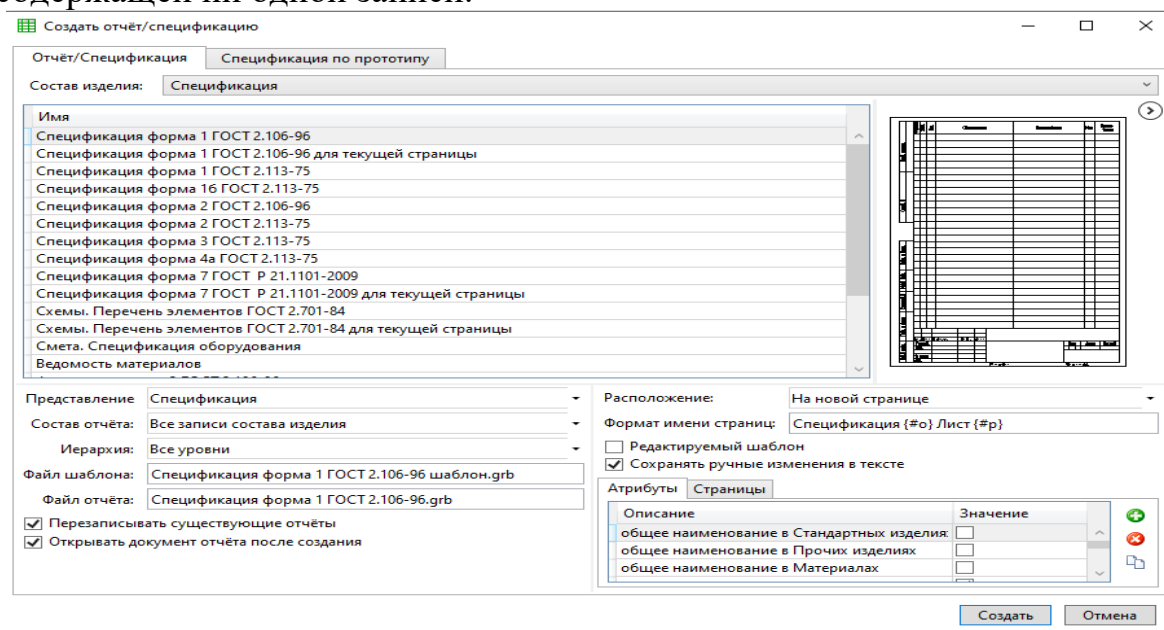 содержащей ни одной записи.
Создать отчёт/спецификацию
Отчёт/Спецификация
Спецификация по прототипу
Состав изделия:
Спецификация
Имя
Спецификация форма 1 ГОСТ 2.106-96
Спецификация форма 1 ГОСТ 2.106-96 для текущей страницы
Спецификация форма 1 ГОСТ 2.113-75
Спецификация форма 16 ГОСТ 2.113-75
Спецификация форма 2 ГОСТ 2.106-96
Спецификация форма 2 ГОСТ 2.113-75
Спецификация форма 3 ГОСТ 2.113-75
Спецификация форма 4а ГОСТ 2.113-75
Спецификация форма 7 ГОСТ Р 21.1101-2009
Спецификация форма 7 ГОСТ Р 21.1101-2009 для текущей страницы
Схемы. Перечень элементов ГОСТ 2.701-84
Схемы. Перечень элементов ГОСТ 2.701-84 для текущей страницы
Смета. Спецификация оборудования
Ведомость материалов
Представление Спецификация
Состав отчёта: Все записи состава изделия
Иерархия: Все уровни
Файл шаблона: Спецификация форма 1 ГОСТ 2.106-96 шаблон.grb
Файл отчёта: Спецификация форма 1 ГОСТ 2.106-96.grb
Перезаписывать существующие отчёты
Открывать документ отчёта после создания
Расположение: На новой странице
Формат имени страниц: Спецификация {#o} Лист {#p}
Редактируемый шаблон
Сохранять ручные изменения в тексте
Атрибуты Страницы
Описание Значение
общее наименование в Стандартных изделия
общее наименование в Прочих изделиях
общее наименование в Материалах
Создать Отмена